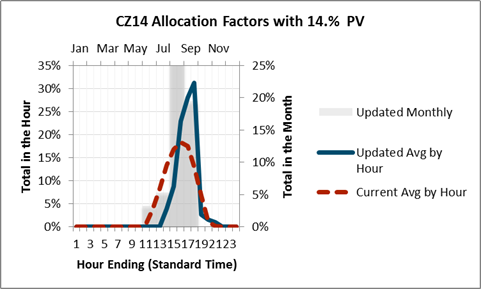 CZ14 Allocation Factors with 14.% PV
Jan Mar May Jul Sep Nov
35% 25%
30%
25% 20%
20% 15%
15% 10%
10%
5% 5%
0% 0%
Total in the Hour
Total in the Month
1 3 5 7 9 11 13 15 17 19 21 23
Hour Ending (Standard Time)
Updated Monthly
Updated Avg by
Hour
Current Avg by Hour